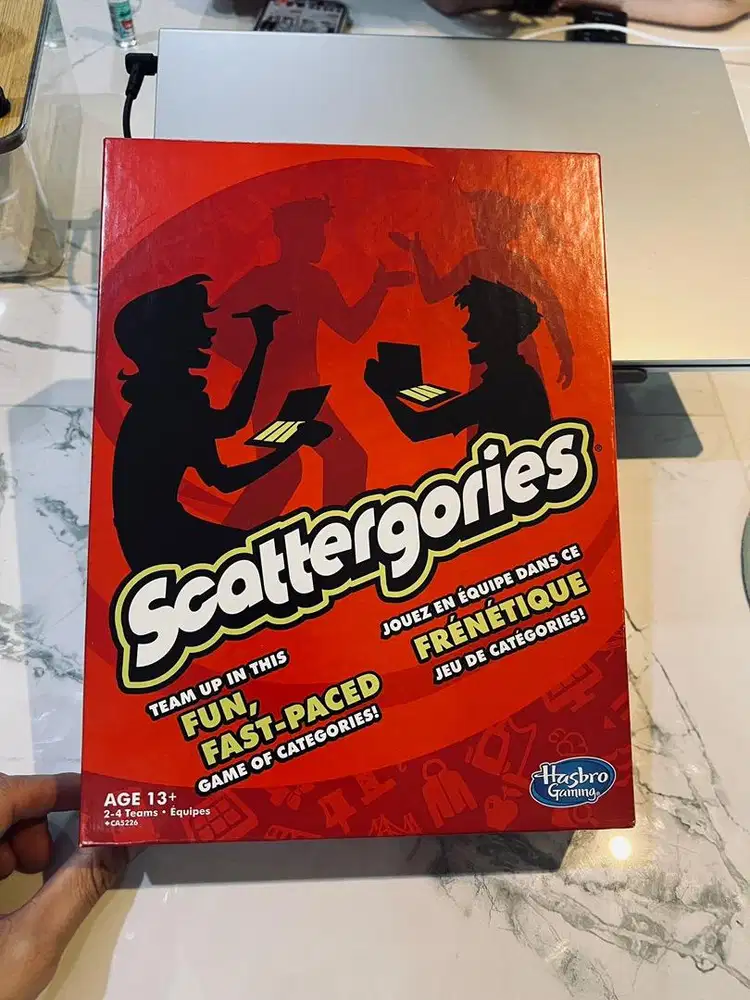 Scattergories
TEAM UP IN THIS
FUN,
FAST-PACED
GAME OF CATEGORIES!
JOUEZ EN ÉQUIPE DANS CE
FRÉNÉTIQUE
JEU DE CATÉGORIES!
AGE 13+
2-4 Teams • Équipes
+CA5226
Hasbro
Gaming